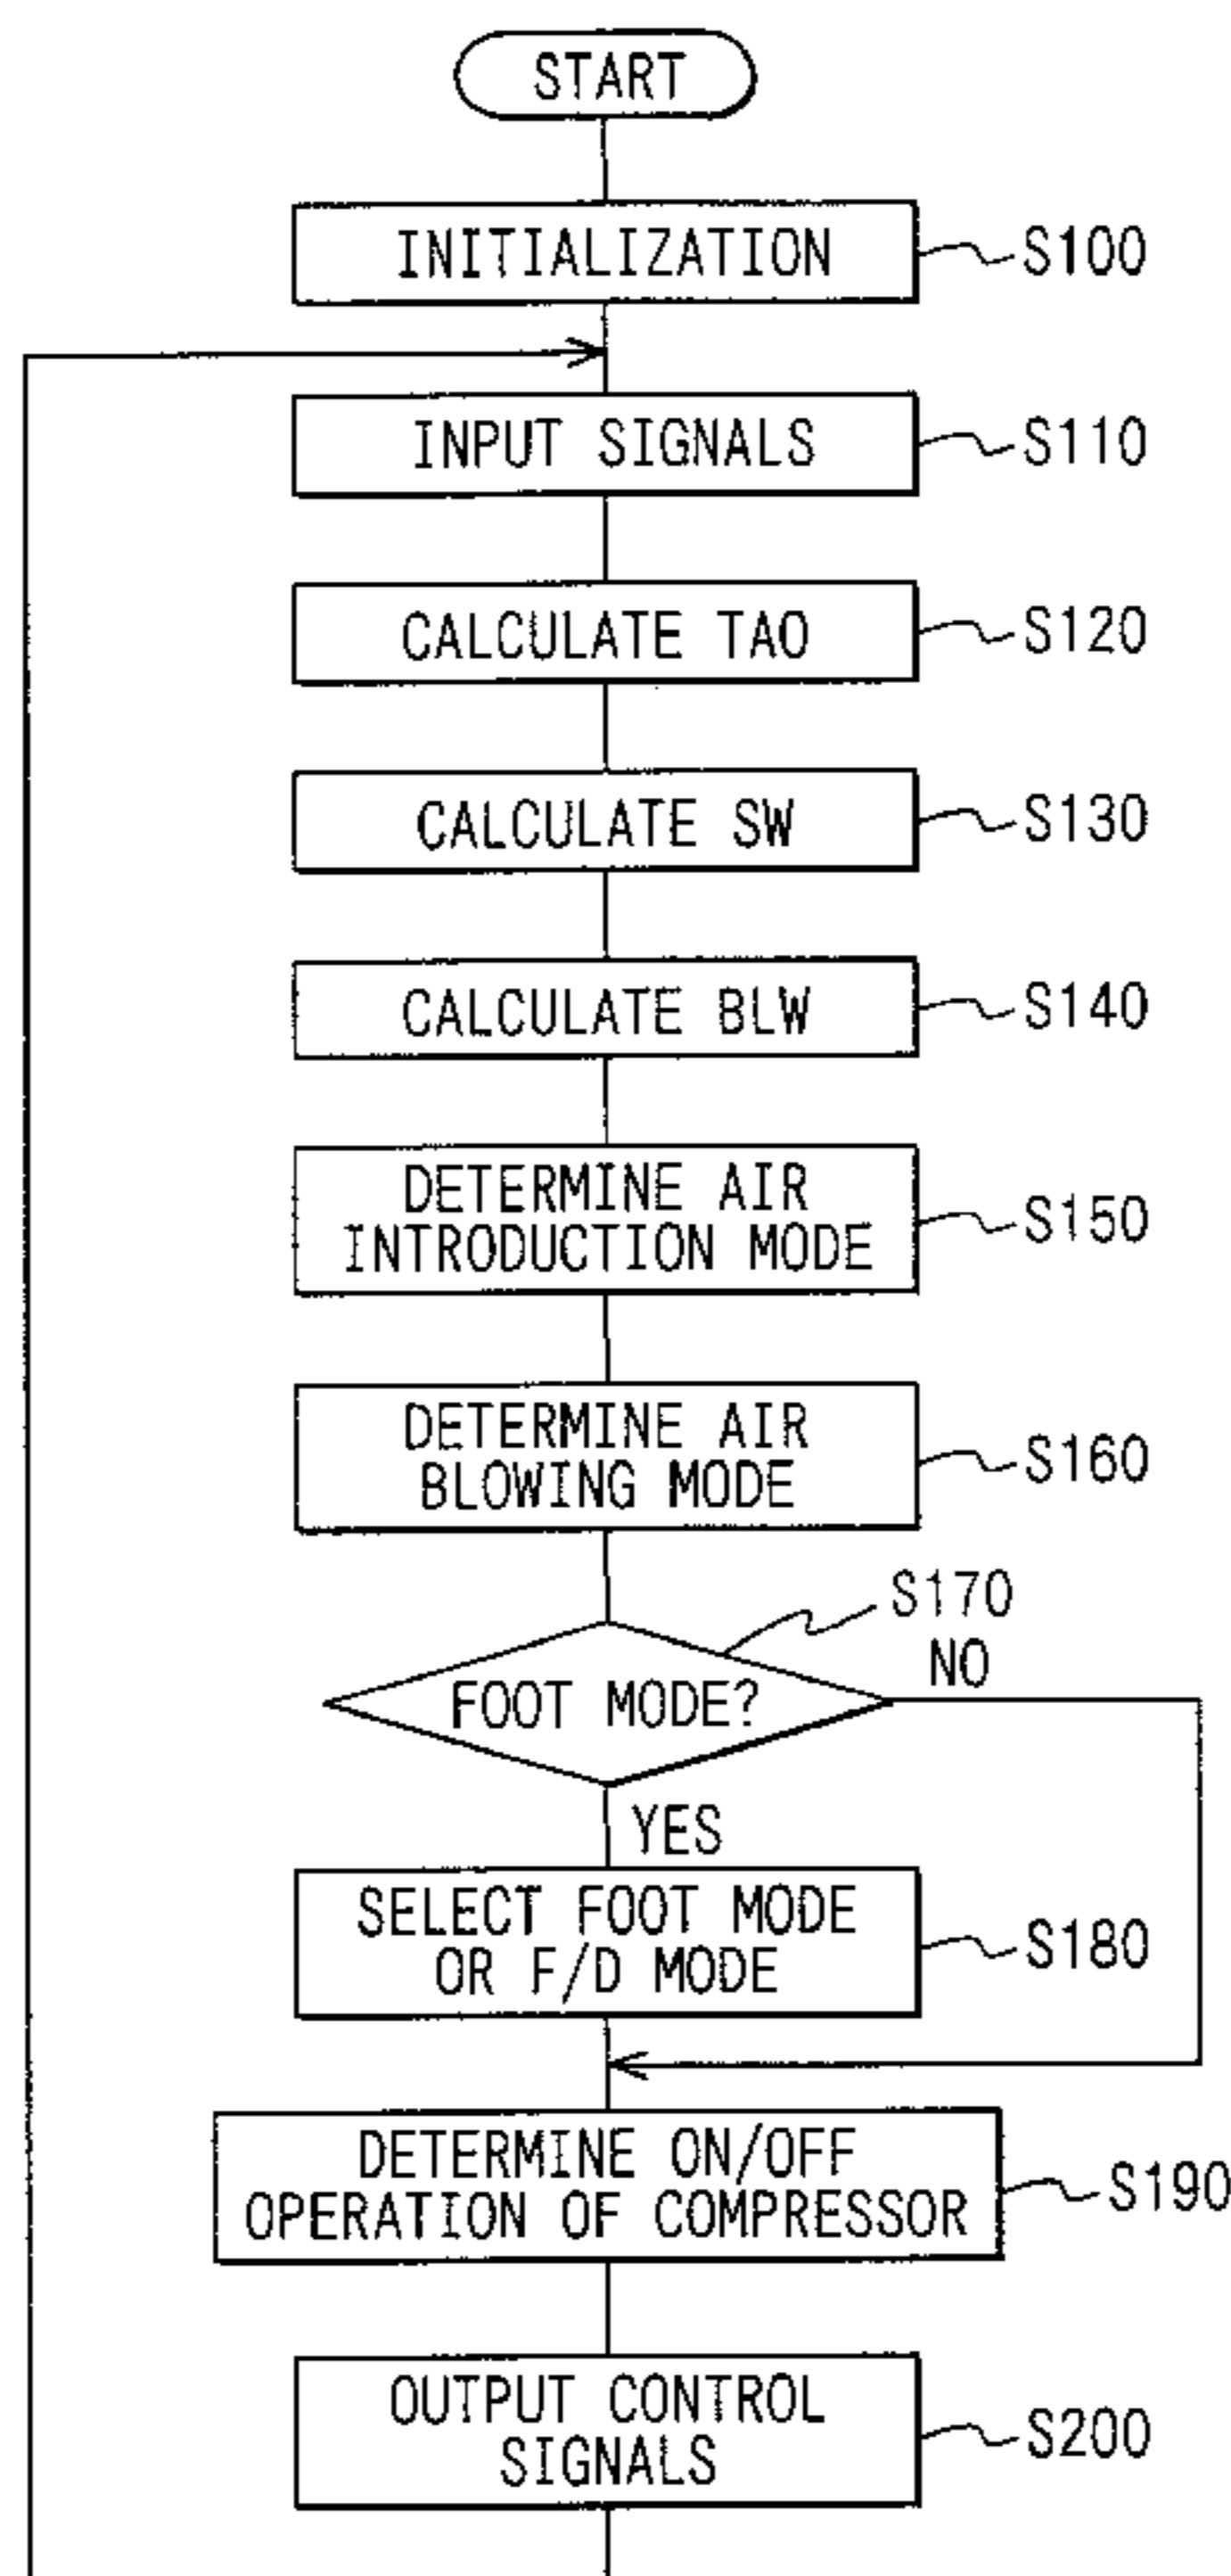 START
INITIALIZATION
S100
INPUT SIGNALS
S110
CALCULATE TAO
S120
CALCULATE SW
S130
CALCULATE BLW
S140
DETERMINE AIR
INTRODUCTION MODE
S150
DETERMINE AIR
BLOWING MODE
S160
S170
NO
FOOT MODE?
YES
SELECT FOOT MODE
OR F/D MODE
S180
DETERMINE ON/OFF
OPERATION OF COMPRESSOR
S190
OUTPUT CONTROL
SIGNALS
S200